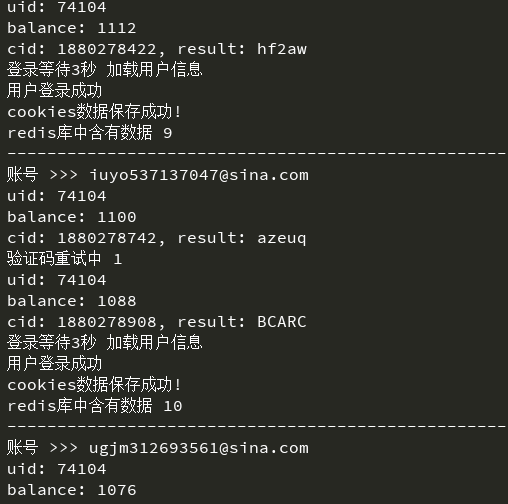 uid: 74104
balance: 1112
cid: 1880278422, result: hf2aw
登录等待3秒 加载用户信息
用户登录成功
cookies数据保存成功!
redis库中含有数据 9
--------------------------------------------------
账号 >>> iuyo537137047@sina.com
uid: 74104
balance: 1100
cid: 1880278742, result: azeuq
验证码重试中 1
uid: 74104
balance: 1088
cid: 1880278908, result: BCARC
登录等待3秒 加载用户信息
用户登录成功
cookies数据保存成功!
redis库中含有数据 10
--------------------------------------------------
账号 >>> ugjm312693561@sina.com
uid: 74104
balance: 1076